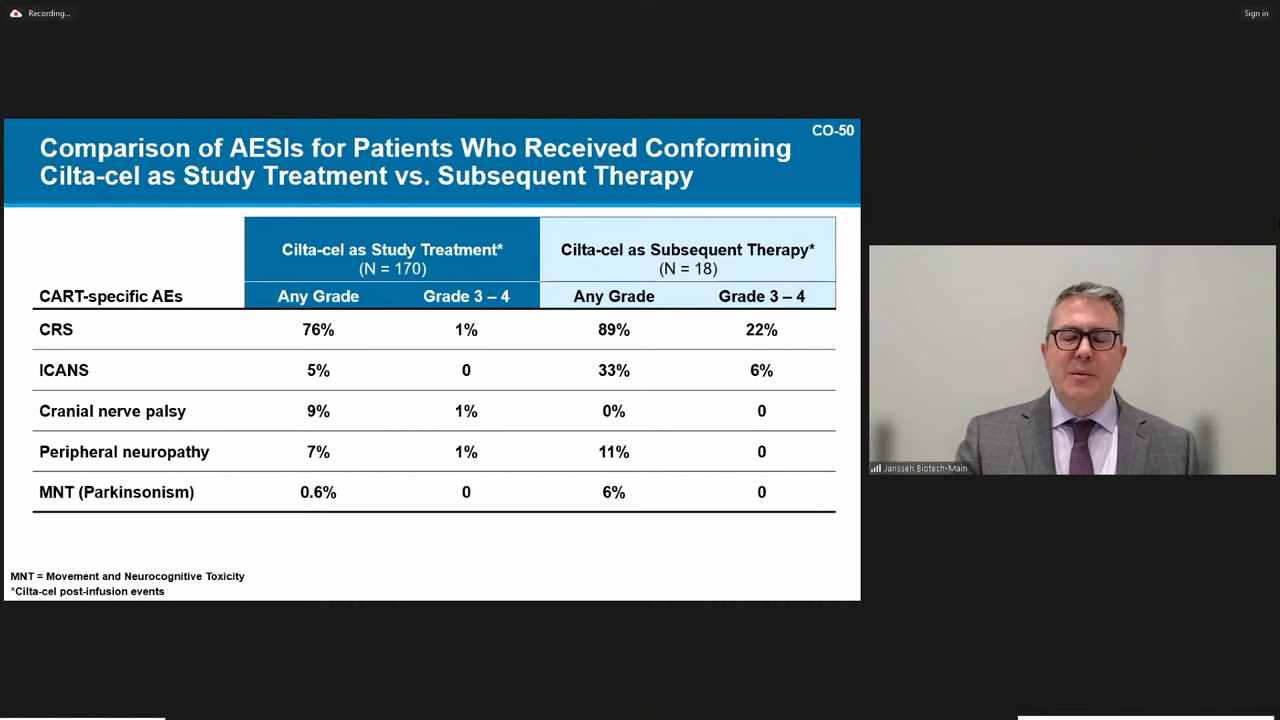 Recording...
Sign in
CO-50
Comparison of AESIs for Patients Who Received Conforming
Cilta-cel as Study Treatment vs. Subsequent Therapy
Cilta-cel as Study Treatment*
(N = 170)
Cilta-cel as Subsequent Therapy*
(N = 18)
CART-specific AEs Any Grade Grade 3 – 4 Any Grade Grade 3 – 4
CRS 76% 1% 89% 22%
ICANS 5% 0 33% 6%
Cranial nerve palsy 9% 1% 0% 0
Peripheral neuropathy 7% 1% 11% 0
MNT (Parkinsonism) 0.6% 0 6% 0
MNT = Movement and Neurocognitive Toxicity
*Cilta-cel post-infusion events
Janssen Biotech-Main